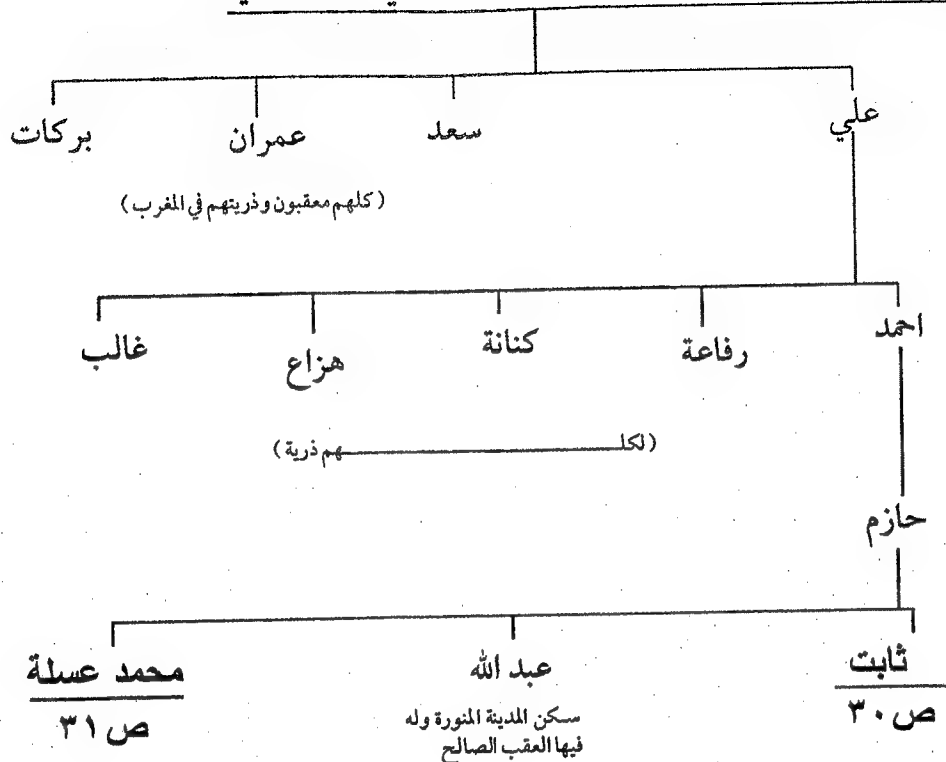 علي
سعد
عمران
بركات
(كلهم معقبون وذريتهم في المغرب)
احمد
رفاعة
كنانة
هزاع
غالب
(لكلـــــهم ذرية)
حازم
ثابت
ص ٣٠
عبد الله
سكن المدينة المنورة وله
فيها العقب الصالح
محمد عسلة
ص ٣١